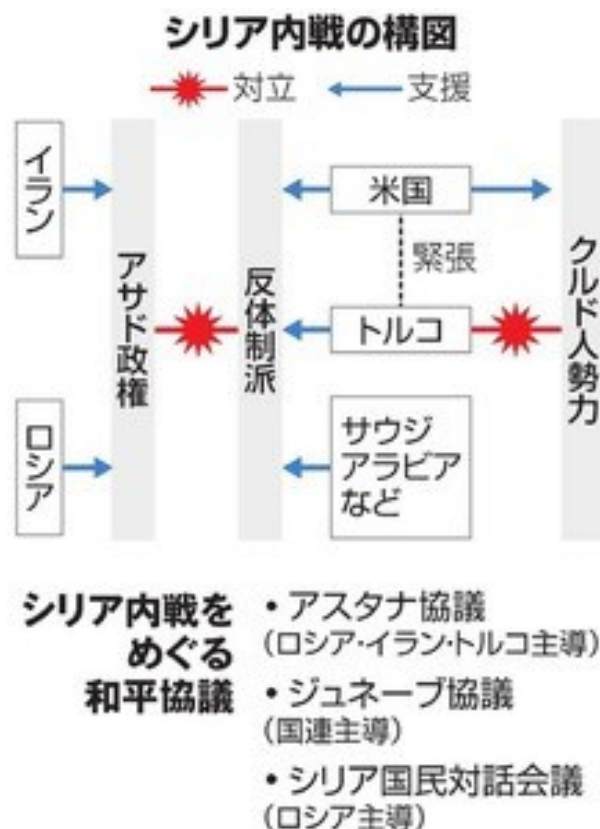 シリア内戦の構図
対立
支援
イラン
アサド政権
反体制派
米国
クルド人勢力
緊張
トルコ
ロシア
サウジ
アラビア
など
シリア内戦を
めぐる
和平協議
・アスタナ協議
(ロシア・イラン・トルコ主導)
・ジュネーブ協議
(国連主導)
・シリア国民対話会議
(ロシア主導)